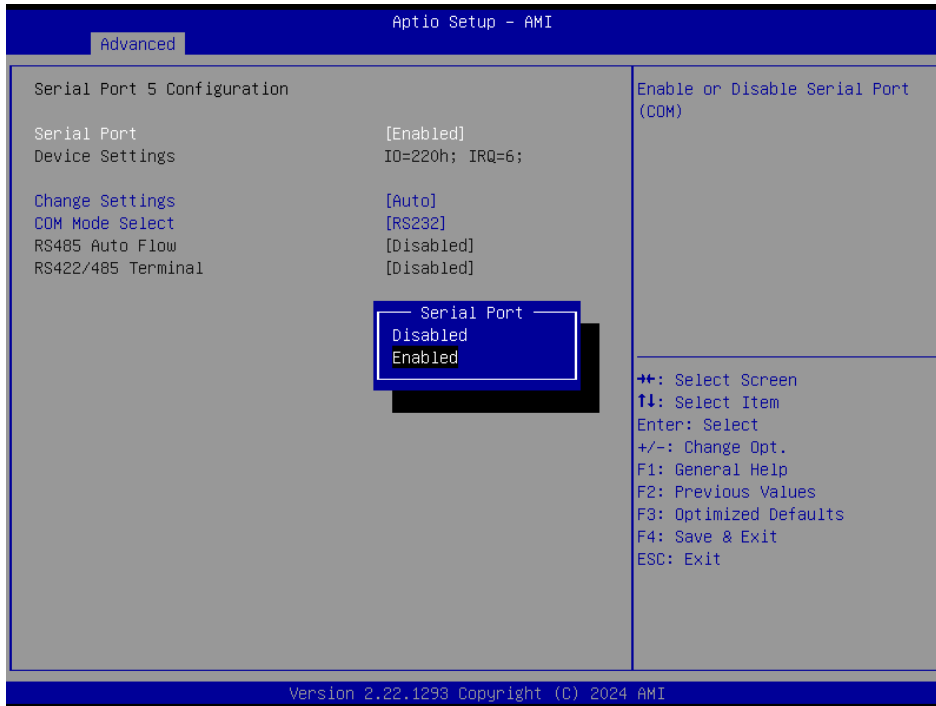 Aptio Setup - AMI
Advanced
Serial Port 5 Configuration
Serial Port [Enabled]
Device Settings IO=220h; IRQ=6;
Change Settings [Auto]
COM Mode Select [RS232]
RS485 Auto Flow [Disabled]
RS422/485 Terminal [Disabled]
Serial Port
Disabled
Enabled
Enable or Disable Serial Port
(COM)
→←: Select Screen
↑↓: Select Item
Enter: Select
+/-: Change Opt.
F1: General Help
F2: Previous Values
F3: Optimized Defaults
F4: Save & Exit
ESC: Exit
Version 2.22.1293 Copyright (C) 2024 AMI